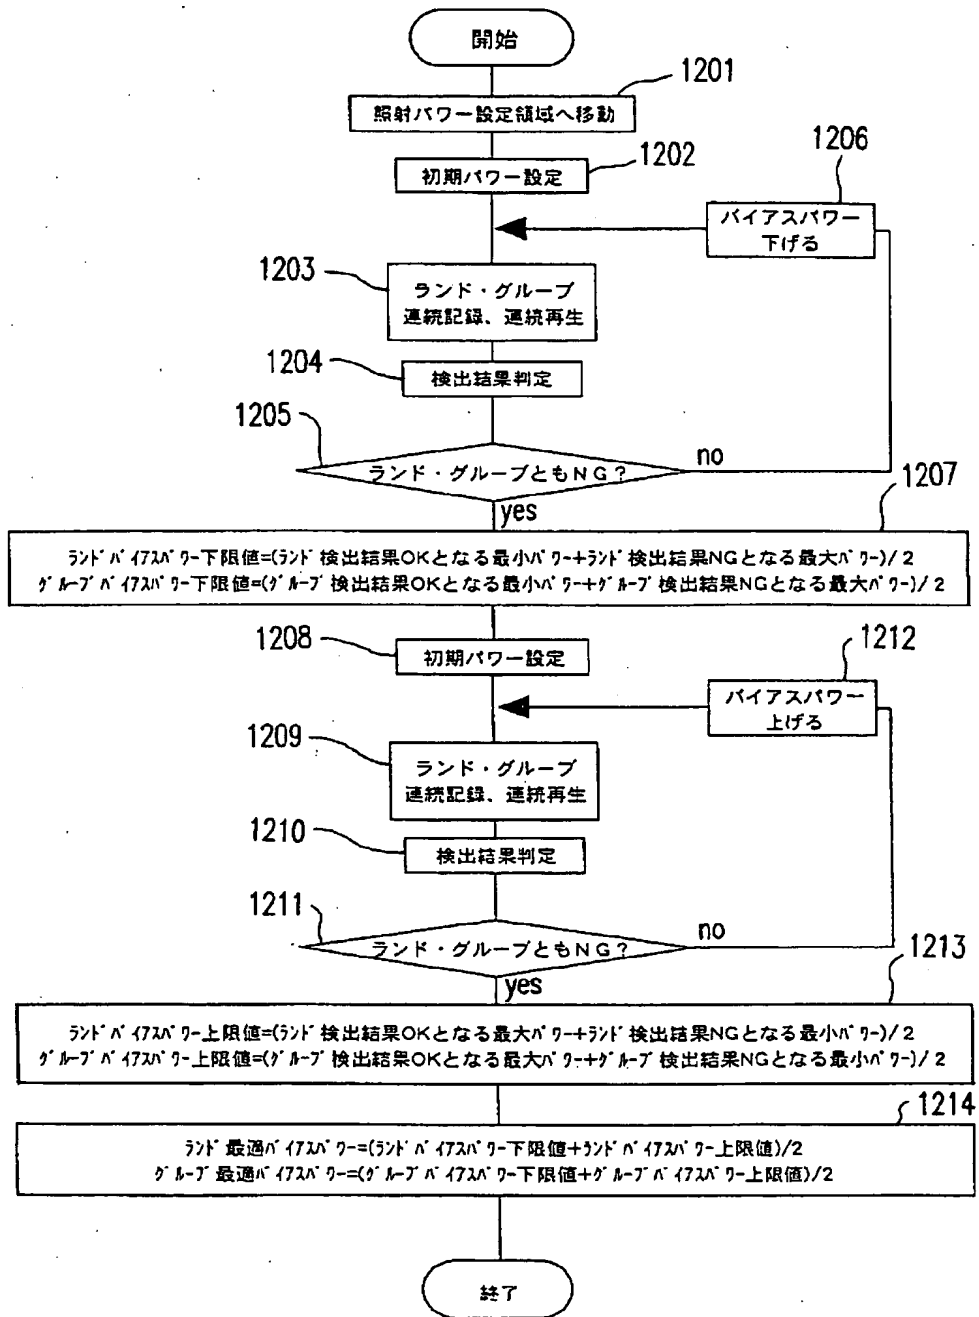 開始
1201
照射パワー設定領域へ移動
1202
初期パワー設定
1206
バイアスパワー
下げる
1203
ランド・グルーブ
連続記録、連続再生
1204
検出結果判定
1205
ランド・グルーブともNG?
no
yes
1207
ﾗﾝﾄﾞﾊﾞｲｱｽﾊﾟﾜｰ下限値=(ﾗﾝﾄﾞ検出結果OKとなる最小ﾊﾟﾜｰ+ﾗﾝﾄﾞ検出結果NGとなる最大ﾊﾟﾜｰ)/2
ｸﾞﾙｰﾌﾞﾊﾞｲｱｽﾊﾟﾜｰ下限値=(ｸﾞﾙｰﾌﾞ検出結果OKとなる最小ﾊﾟﾜｰ+ｸﾞﾙｰﾌﾞ検出結果NGとなる最大ﾊﾟﾜｰ)/2
1208
初期パワー設定
1212
バイアスパワー
上げる
1209
ランド・グルーブ
連続記録、連続再生
1210
検出結果判定
1211
ランド・グルーブともNG?
no
yes
1213
ﾗﾝﾄﾞﾊﾞｲｱｽﾊﾟﾜｰ上限値=(ﾗﾝﾄﾞ検出結果OKとなる最大ﾊﾟﾜｰ+ﾗﾝﾄﾞ検出結果NGとなる最小ﾊﾟﾜｰ)/2
ｸﾞﾙｰﾌﾞﾊﾞｲｱｽﾊﾟﾜｰ上限値=(ｸﾞﾙｰﾌﾞ検出結果OKとなる最大ﾊﾟﾜｰ+ｸﾞﾙｰﾌﾞ検出結果NGとなる最小ﾊﾟﾜｰ)/2
1214
ﾗﾝﾄﾞ最適ﾊﾞｲｱｽﾊﾟﾜｰ=(ﾗﾝﾄﾞﾊﾞｲｱｽﾊﾟﾜｰ下限値+ﾗﾝﾄﾞﾊﾞｲｱｽﾊﾟﾜｰ上限値)/2
ｸﾞﾙｰﾌﾞ最適ﾊﾞｲｱｽﾊﾟﾜｰ=(ｸﾞﾙｰﾌﾞﾊﾞｲｱｽﾊﾟﾜｰ下限値+ｸﾞﾙｰﾌﾞﾊﾞｲｱｽﾊﾟﾜｰ上限値)/2
終了